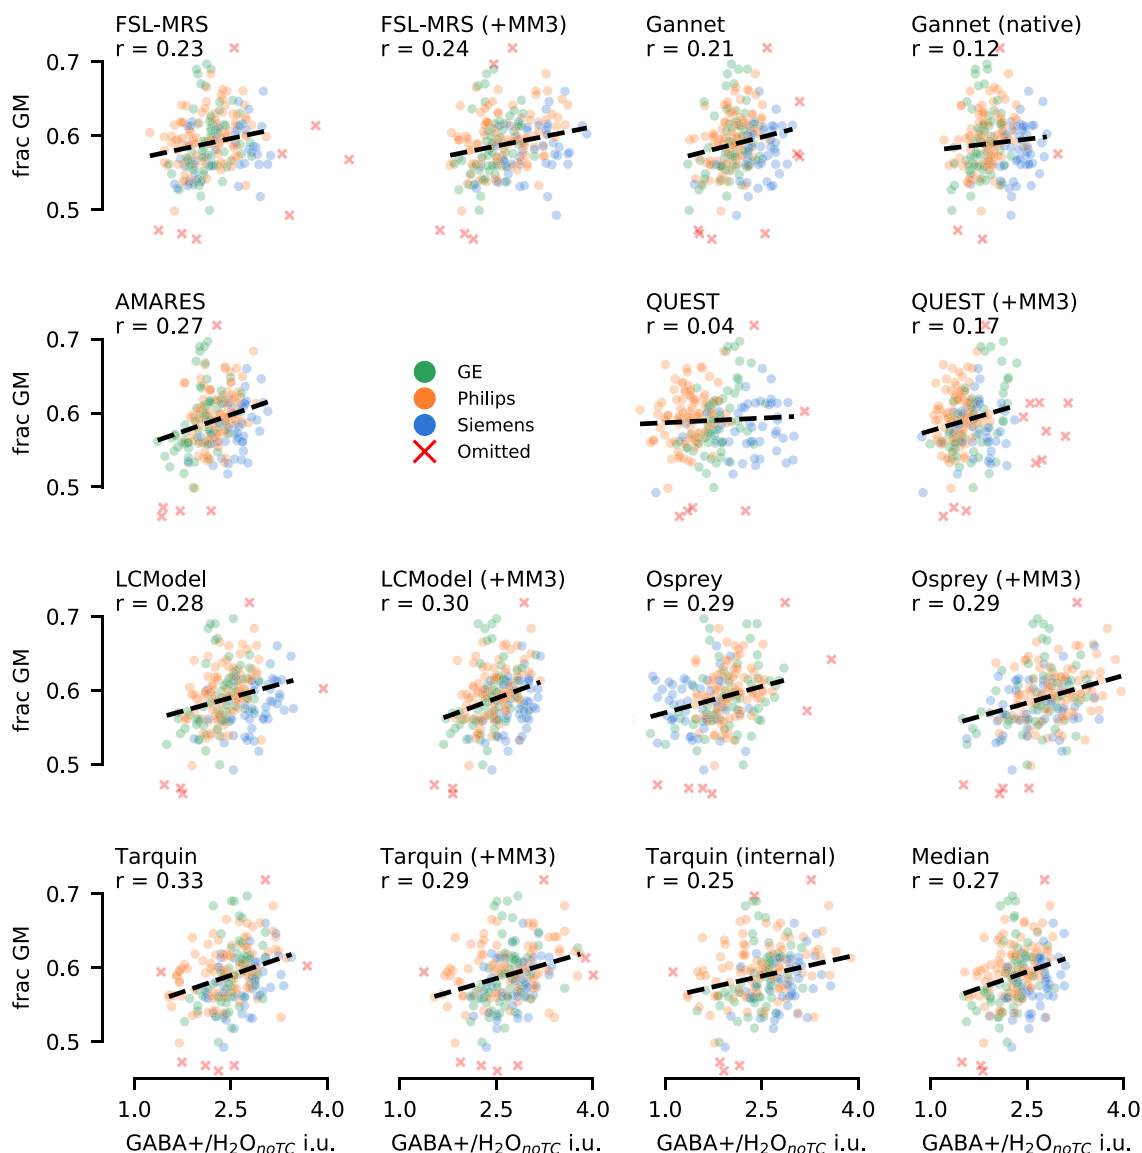 FSL-MRS
r = 0.23
FSL-MRS (+MM3)
r = 0.24
Gannet
r = 0.21
Gannet (native)
r = 0.12
frac GM
0.7
0.6
0.5
AMARES
r = 0.27
GE
Philips
Siemens
Omitted
QUEST
r = 0.04
QUEST (+MM3)
r = 0.17
frac GM
0.7
0.6
0.5
LCModel
r = 0.28
LCModel (+MM3)
r = 0.30
Osprey
r = 0.29
Osprey (+MM3)
r = 0.29
frac GM
0.7
0.6
0.5
Tarquin
r = 0.33
Tarquin (+MM3)
r = 0.29
Tarquin (internal)
r = 0.25
Median
r = 0.27
frac GM
0.7
0.6
0.5
1.0 2.5 4.0
1.0 2.5 4.0
1.0 2.5 4.0
1.0 2.5 4.0
GABA+/H₂O_noTC i.u.
GABA+/H₂O_noTC i.u.
GABA+/H₂O_noTC i.u.
GABA+/H₂O_noTC i.u.